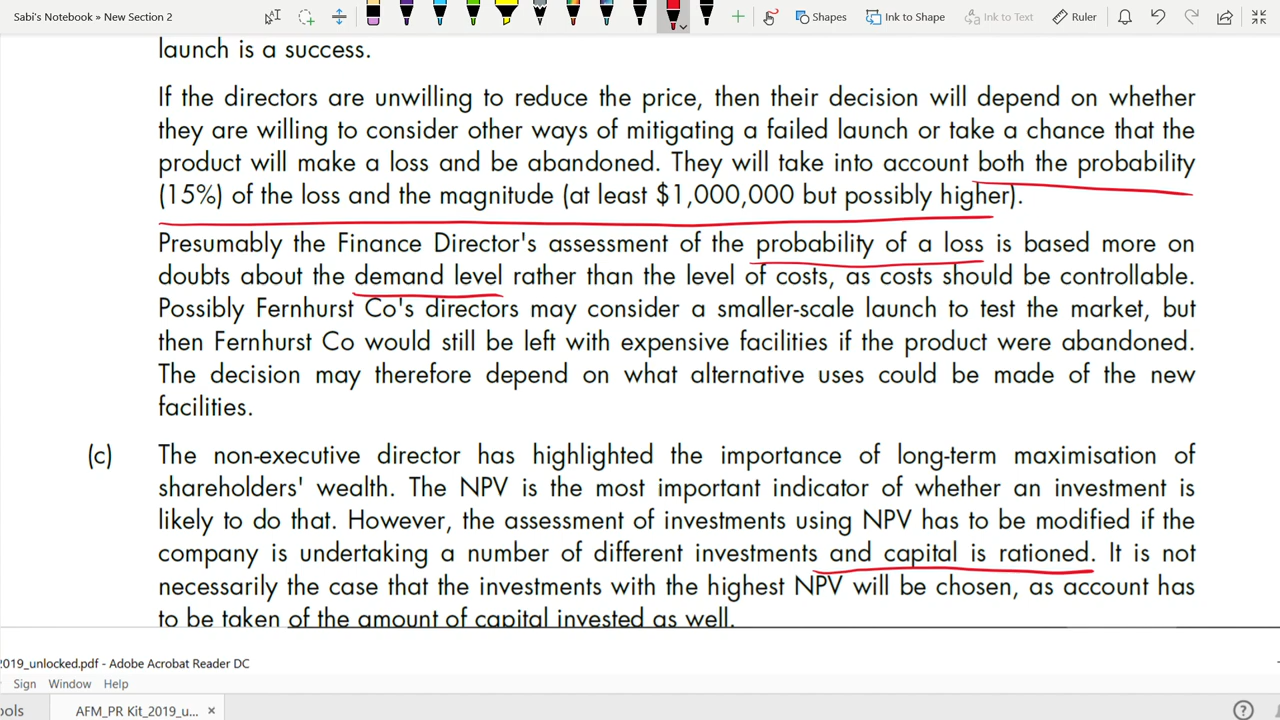 Sabi's Notebook » New Section 2
Shapes
Ink to Shape
Ink to Text
Ruler
launch is a success.
If the directors are unwilling to reduce the price, then their decision will depend on whether
they are willing to consider other ways of mitigating a failed launch or take a chance that the
product will make a loss and be abandoned. They will take into account both the probability
(15%) of the loss and the magnitude (at least $1,000,000 but possibly higher).
Presumably the Finance Director's assessment of the probability of a loss is based more on
doubts about the demand level rather than the level of costs, as costs should be controllable.
Possibly Fernhurst Co's directors may consider a smaller-scale launch to test the market, but
then Fernhurst Co would still be left with expensive facilities if the product were abandoned.
The decision may therefore depend on what alternative uses could be made of the new
facilities.
(c) The non-executive director has highlighted the importance of long-term maximisation of
shareholders' wealth. The NPV is the most important indicator of whether an investment is
likely to do that. However, the assessment of investments using NPV has to be modified if the
company is undertaking a number of different investments and capital is rationed. It is not
necessarily the case that the investments with the highest NPV will be chosen, as account has
to be taken of the amount of capital invested as well.
2019_unlocked.pdf - Adobe Acrobat Reader DC
Sign Window Help
ools AFM_PR Kit_2019_u... ×